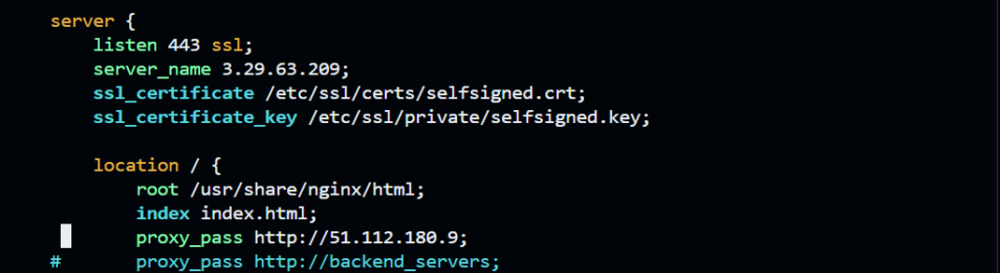 server {
listen 443 ssl;
server_name 3.29.63.209;
ssl_certificate /etc/ssl/certs/selfsigned.crt;
ssl_certificate_key /etc/ssl/private/selfsigned.key;
location / {
root /usr/share/nginx/html;
index index.html;
proxy_pass http://51.112.180.9;
# proxy_pass http://backend_servers;